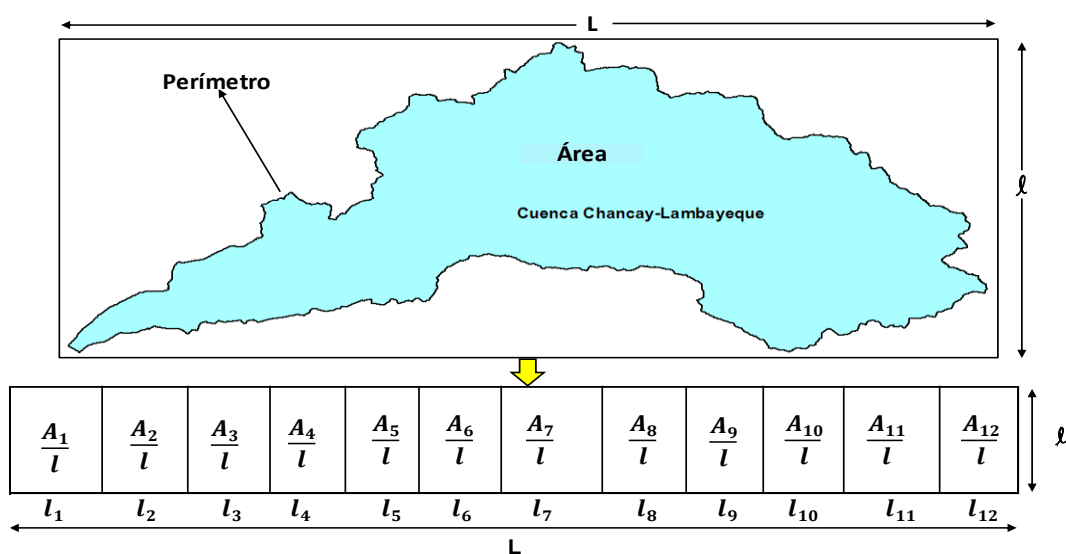 L
Perímetro
Área
ℓ
Cuenca Chancay-Lambayeque
A₁/l A₂/l A₃/l A₄/l A₅/l A₆/l A₇/l A₈/l A₉/l A₁₀/l A₁₁/l A₁₂/l
ℓ
l₁ l₂ l₃ l₄ l₅ l₆ l₇ l₈ l₉ l₁₀ l₁₁ l₁₂
L